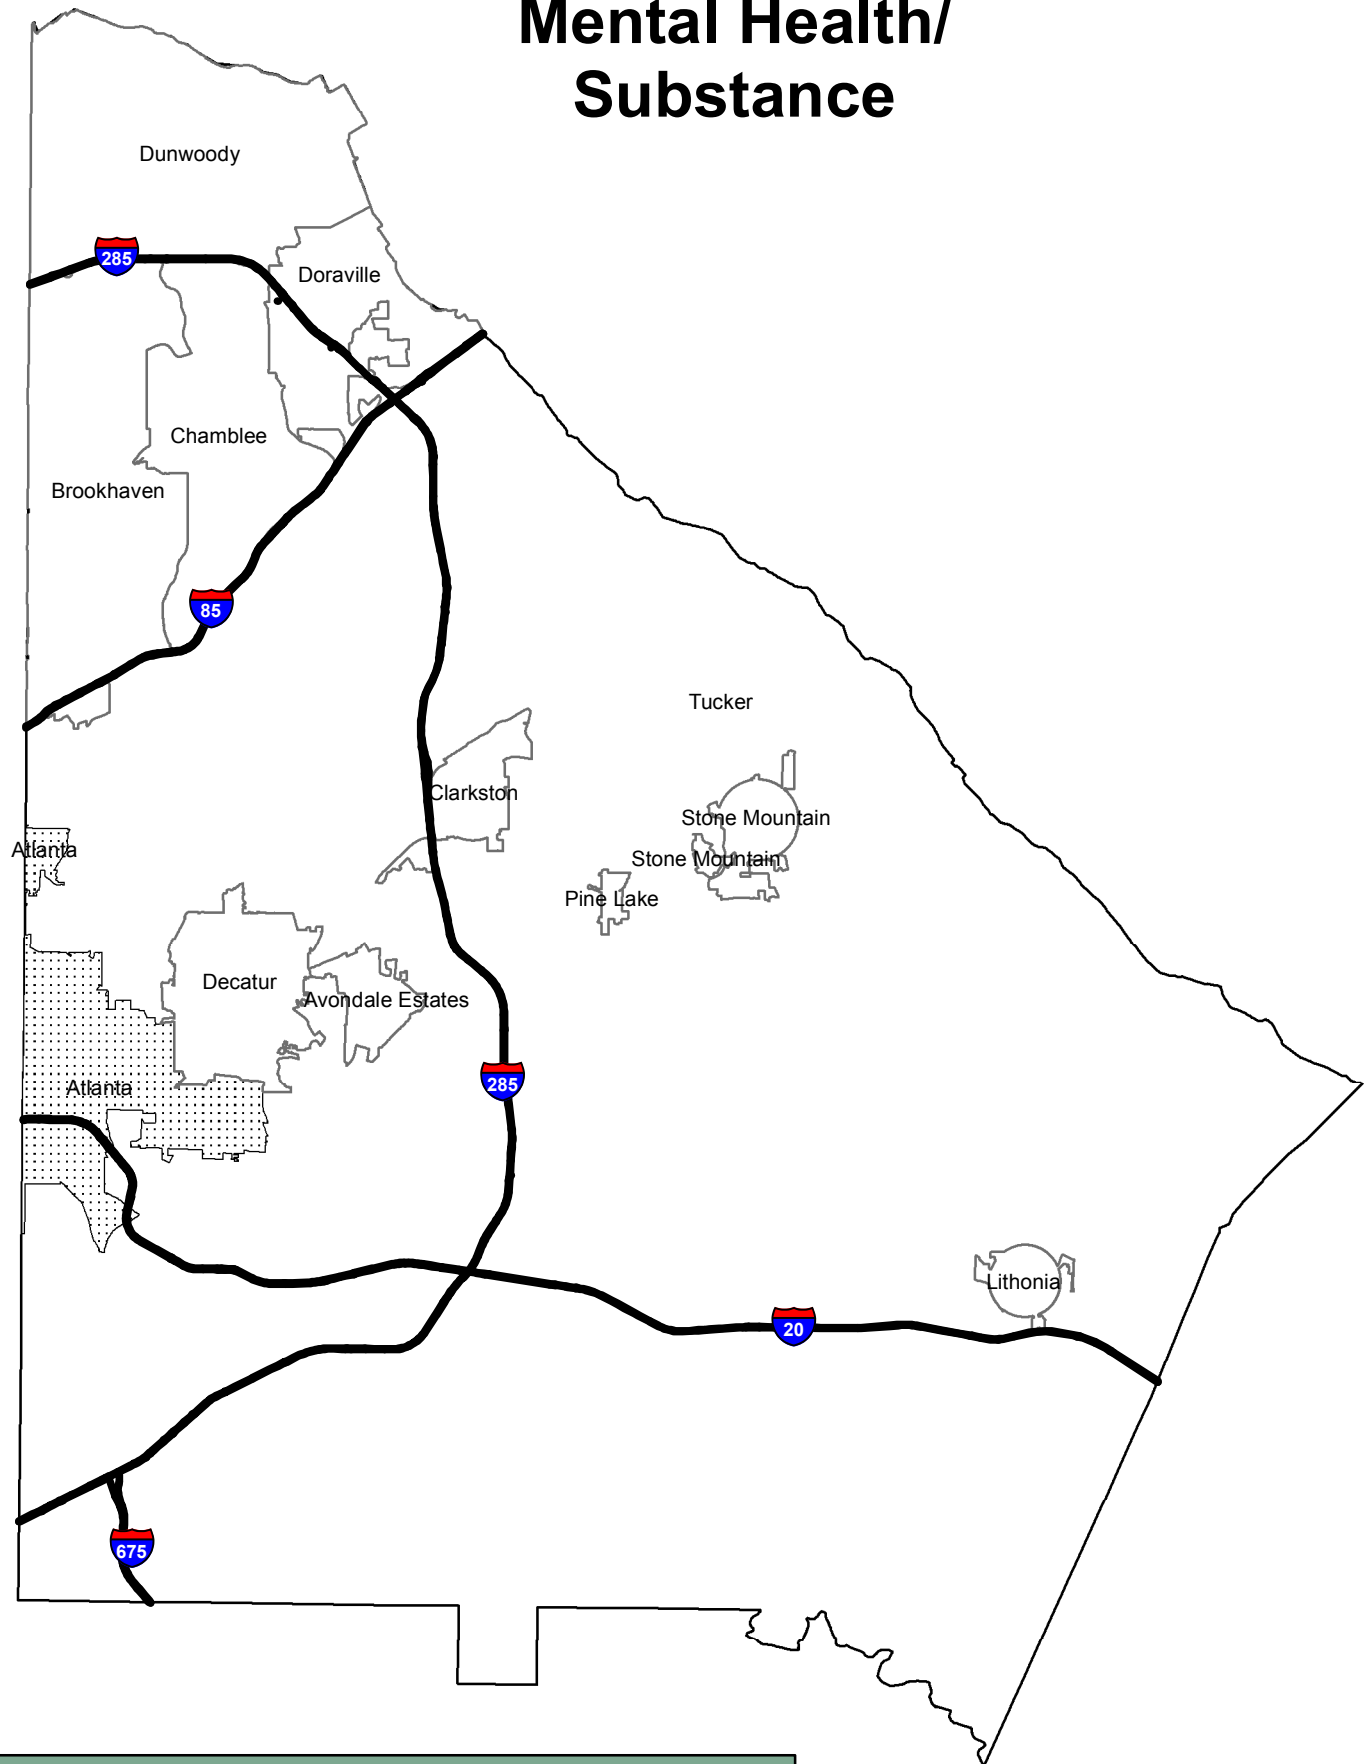 Mental Health/
Substance
Dunwoody
285
Doraville
Chamblee
Brookhaven
85
Tucker
Clarkston
Stone Mountain
Atlanta
Stone Mountain
Pine Lake
Decatur
Avondale Estates
285
Atlanta
Lithonia
20
675